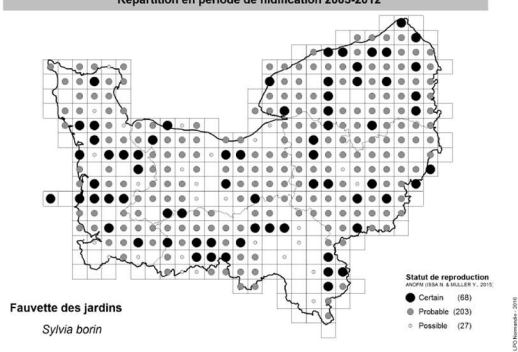 Répartition en période de nidification 2003-2012
Statut de reproduction
ANOFM (ISSA N. & MULLER Y., 2015)
Certain (68)
Probable (203)
Possible (27)
Fauvette des jardins
Sylvia borin
LPO Normandie - 2016